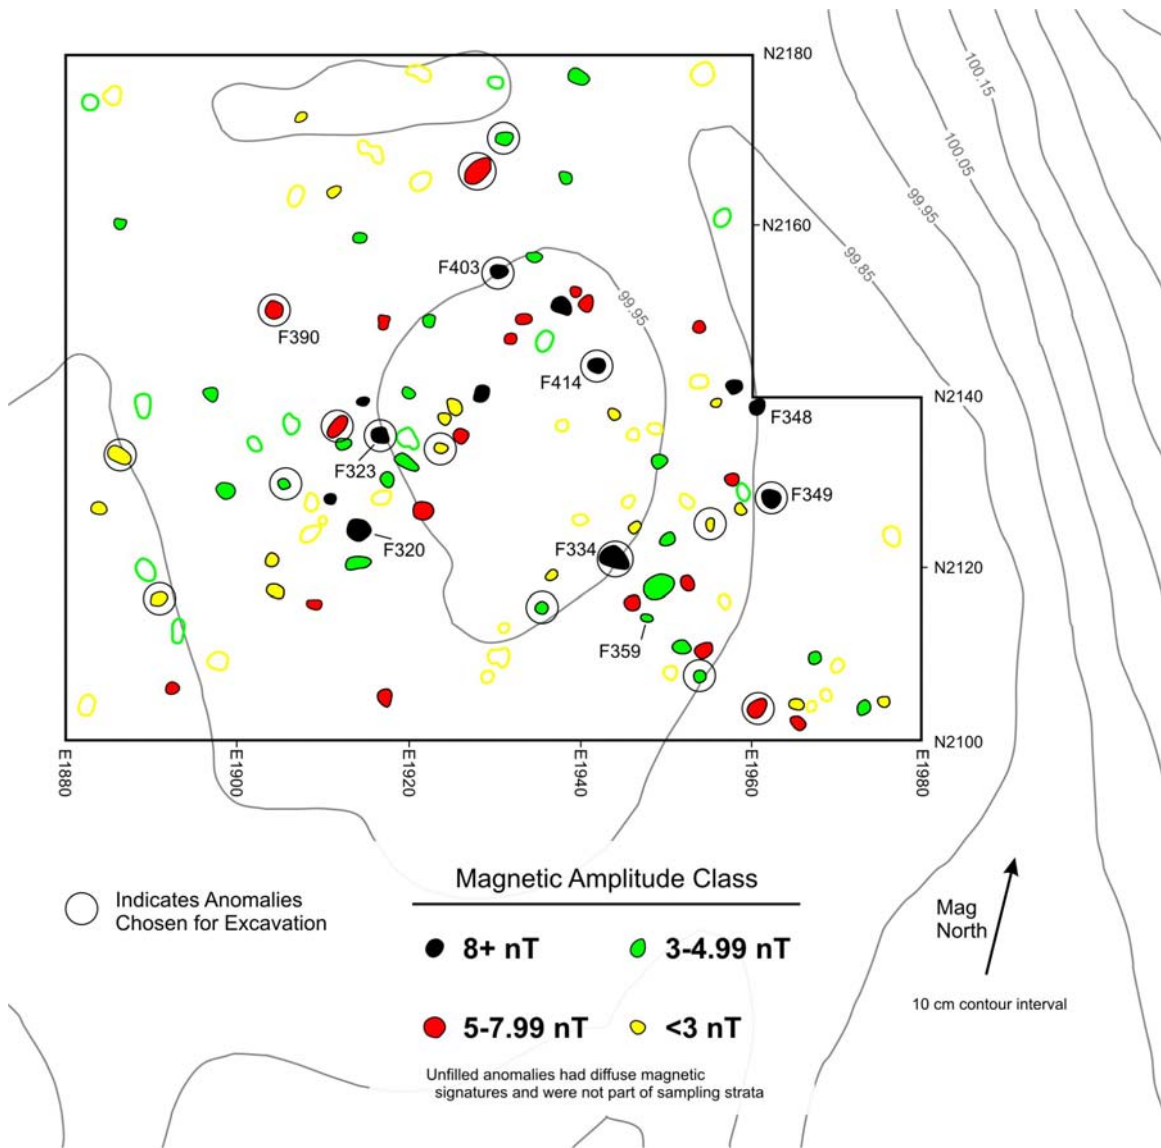 N2180
100.15
100.05
99.95
99.85
N2160
F403
99.95
F390
F414
N2140
F348
F323
F349
F320
F334
N2120
F359
N2100
E1880
E1900
E1920
E1940
E1960
E1980
Indicates Anomalies
Chosen for Excavation
Magnetic Amplitude Class
8+ nT
3-4.99 nT
5-7.99 nT
<3 nT
Unfilled anomalies had diffuse magnetic
signatures and were not part of sampling strata
Mag
North
10 cm contour interval